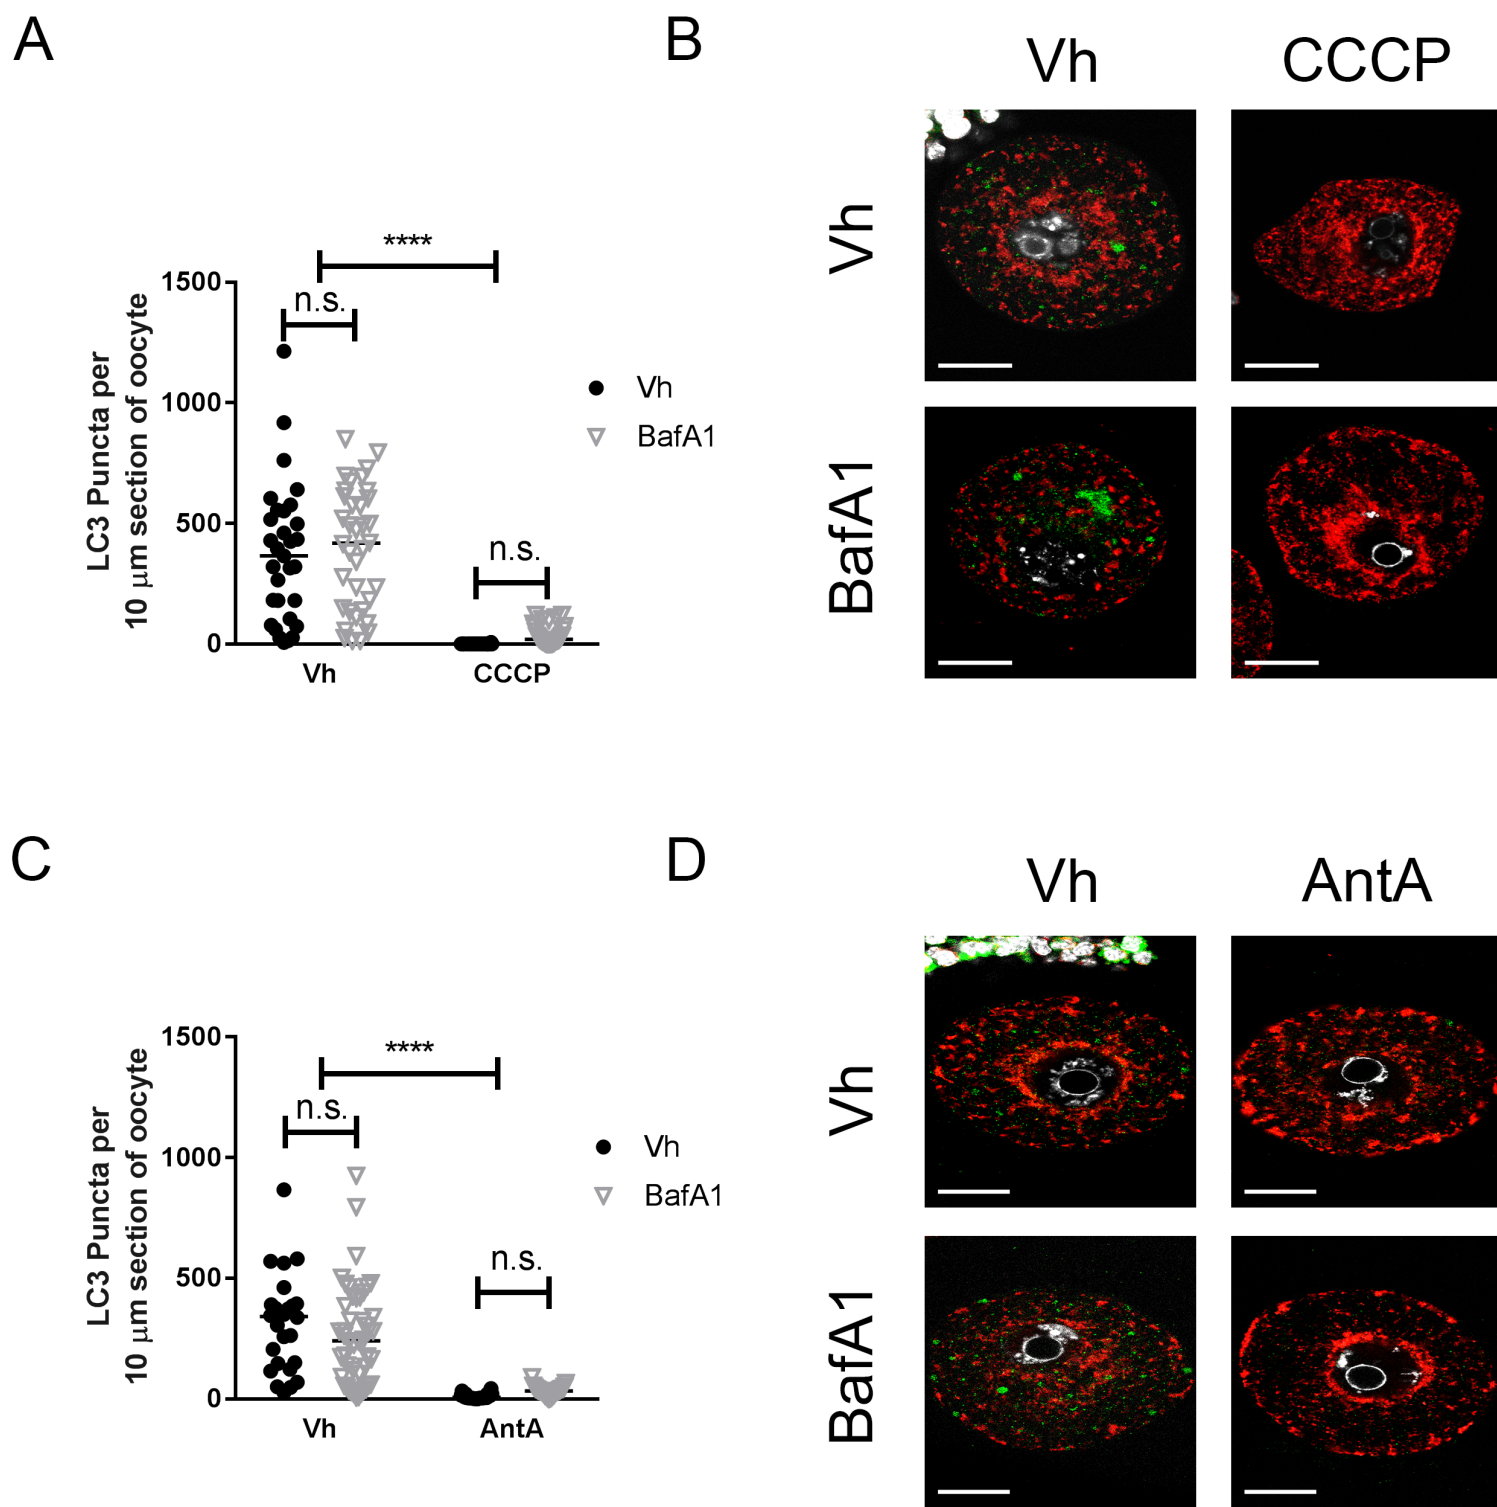 A
B
Vh
CCCP
LC3 Puncta per
10 μm section of oocyte
1500
1000
500
0
****
n.s.
n.s.
Vh
CCCP
Vh
BafA1
Vh
BafA1
C
D
Vh
AntA
LC3 Puncta per
10 μm section of oocyte
1500
1000
500
0
****
n.s.
n.s.
Vh
AntA
Vh
BafA1
Vh
BafA1